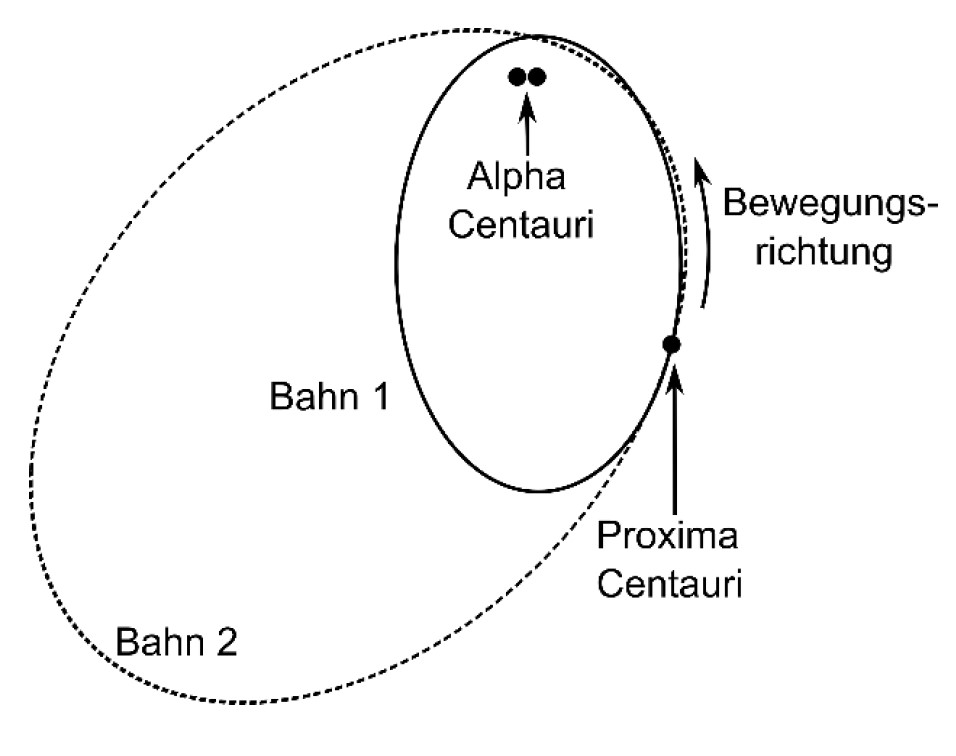 Alpha
Centauri
Bewegungs-
richtung
Bahn 1
Proxima
Centauri
Bahn 2